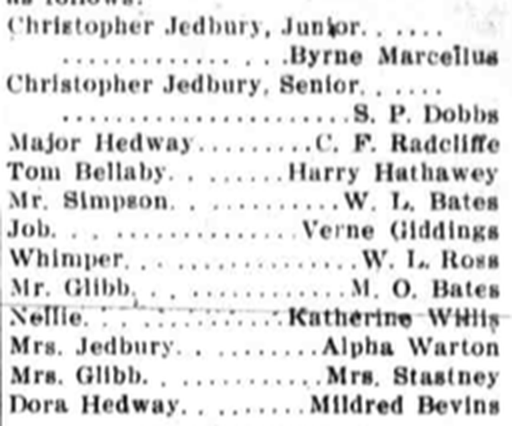 as follows:
Christopher Jedbury, Junior. . . . . .
. . . . . . . . . . . . . . . . .Byrne Marcellus
Christopher Jedbury, Senior. . . . . .
. . . . . . . . . . . . . . . . . . . . . .S. P. Dobbs
Major Hedway. . . . . . . . .C. F. Radcliffe
Tom Bellaby. . . . . . . .Harry Hathawey
Mr. Simpson. . . . . . . . . . . .W. L. Bates
Job. . . . . . . . . . . . . . . . .Verne Giddings
Whimper. . . . . . . . . . . . . . .W. L. Ross
Mr. Glibb. . . . . . . . . . . . . .M. O. Bates
Nellie. . . . . . . . . . . . . .Katherine Willis
Mrs. Jedbury. . . . . . . . .Alpha Warton
Mrs. Glibb. . . . . . . . . . .Mrs. Stastney
Dora Hedway. . . . . . . . .Mildred Bevins